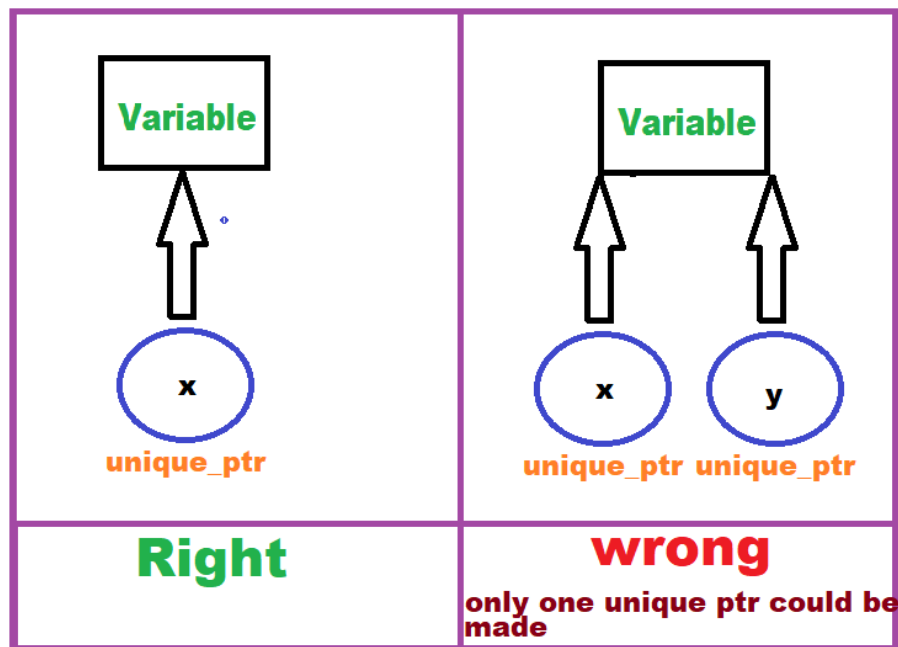 Variable
x
unique_ptr
Right
Variable
x y
unique_ptr unique_ptr
wrong
only one unique ptr could be
made